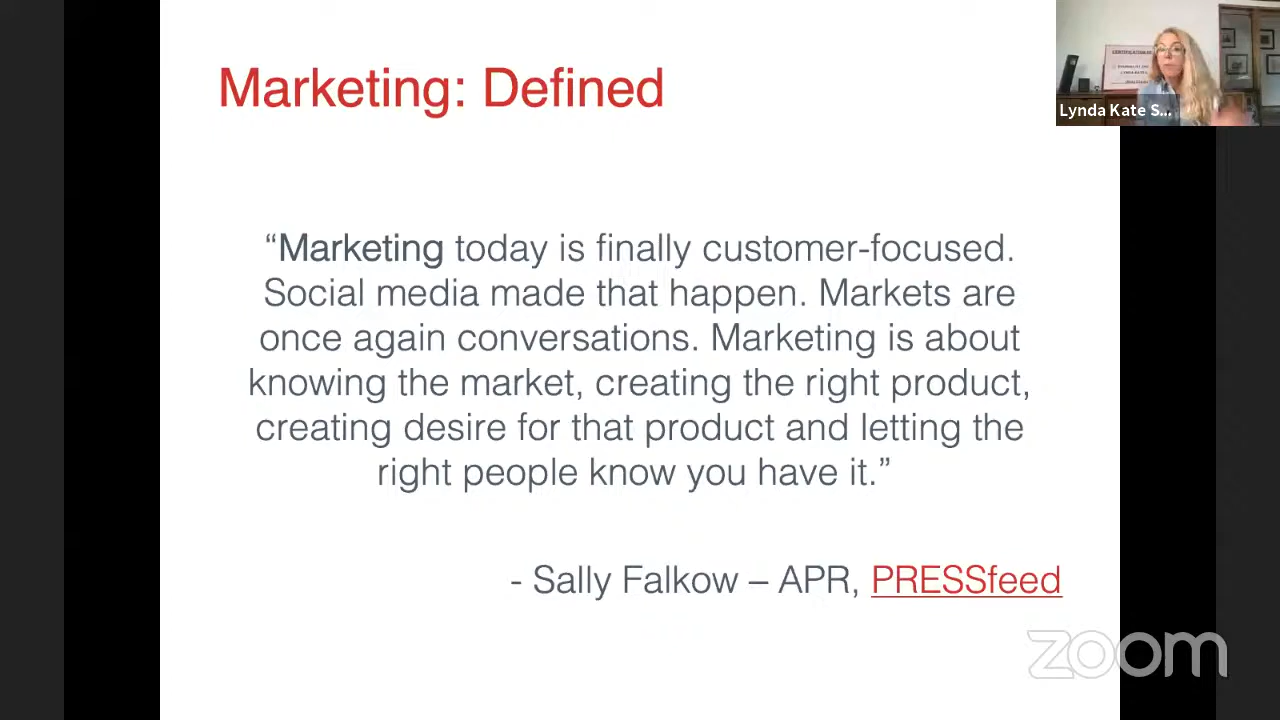 Marketing: Defined
“Marketing today is finally customer-focused.
Social media made that happen. Markets are
once again conversations. Marketing is about
knowing the market, creating the right product,
creating desire for that product and letting the
right people know you have it.”
- Sally Falkow – APR, PRESSfeed
Lynda Kate S...
zoom